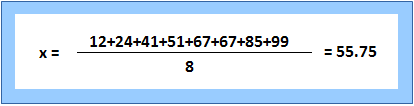 12+24+41+51+67+67+85+99
x = = 55.75
8